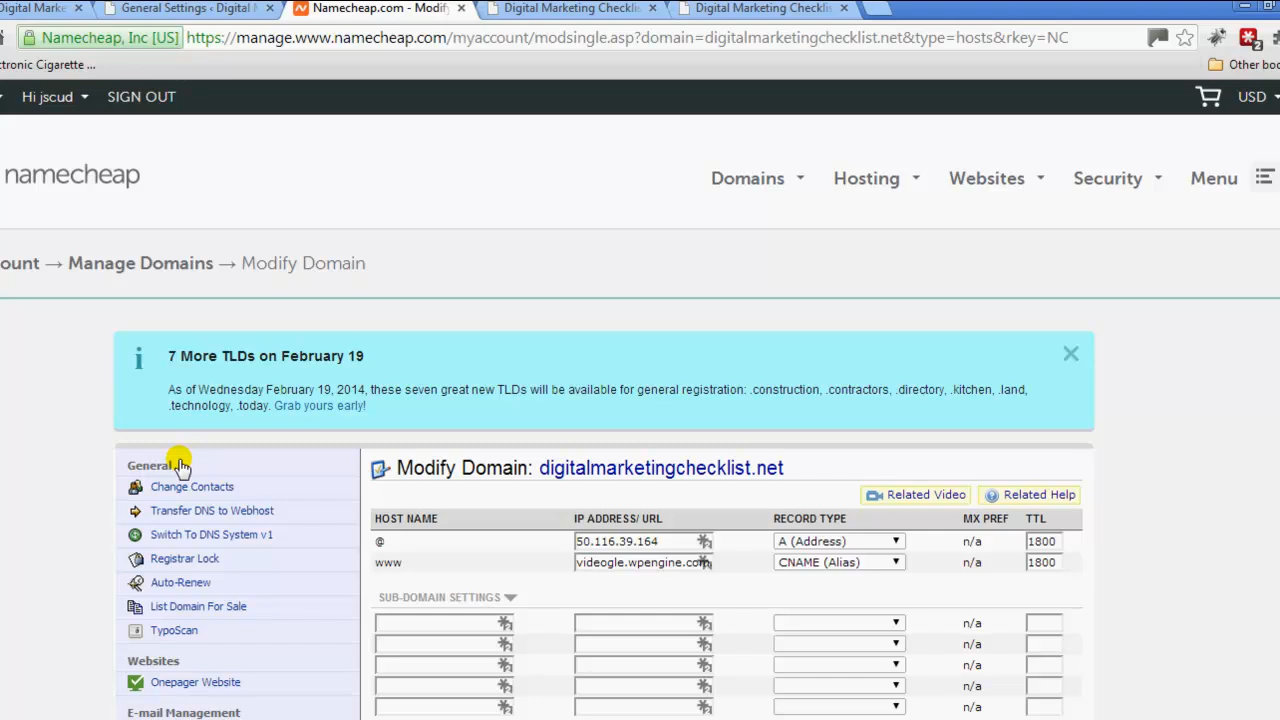 igital Marke
General Settings ‹ Digital M
Namecheap.com - Modify
Digital Marketing Checklis
Digital Marketing Checklis
Namecheap, Inc [US]
https://manage.www.namecheap.com/myaccount/modsingle.asp?domain=digitalmarketingchecklist.net&type=hosts&rkey=NC
2
ctronic Cigarette ...
Other boo
Hi jscud
SIGN OUT
USD
namecheap
Domains
Hosting
Websites
Security
Menu
ount → Manage Domains → Modify Domain
7 More TLDs on February 19
As of Wednesday February 19, 2014, these seven great new TLDs will be available for general registration: .construction, .contractors, .directory, .kitchen, .land,
.technology, .today. Grab yours early!
General
Change Contacts
Transfer DNS to Webhost
Switch To DNS System v1
Registrar Lock
Auto-Renew
List Domain For Sale
TypoScan
Websites
Onepager Website
E-mail Management
Modify Domain: digitalmarketingchecklist.net
Related Video
Related Help
HOST NAME IP ADDRESS/ URL RECORD TYPE MX PREF TTL
@ 50.116.39.164 A (Address) n/a 1800
www videogle.wpengine.com CNAME (Alias) n/a 1800
SUB-DOMAIN SETTINGS
n/a
n/a
n/a
n/a
n/a